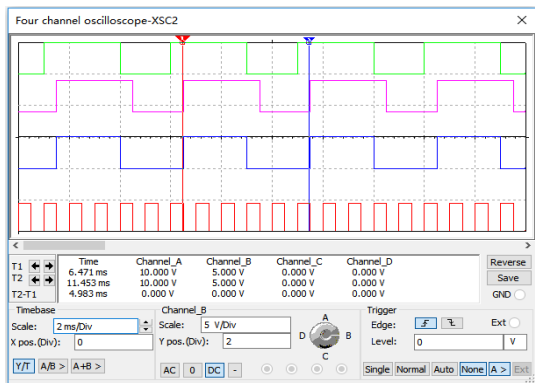 Four channel oscilloscope-XSC2
Time Channel_A Channel_B Channel_C Channel_D
T1 6.471 ms 10.000 V 5.000 V 0.000 V 0.000 V
T2 11.453 ms 10.000 V 5.000 V 0.000 V 0.000 V
T2-T1 4.983 ms 0.000 V 0.000 V 0.000 V 0.000 V
Reverse
Save
GND
Timebase
Scale: 2 ms/Div
X pos.(Div): 0
Y/T A/B > A+B >
Channel_B
Scale: 5 V/Div
Y pos.(Div): 2
AC 0 DC -
A
D B
C
Trigger
Edge: Ext
Level: 0 V
Single Normal Auto None A > Ext